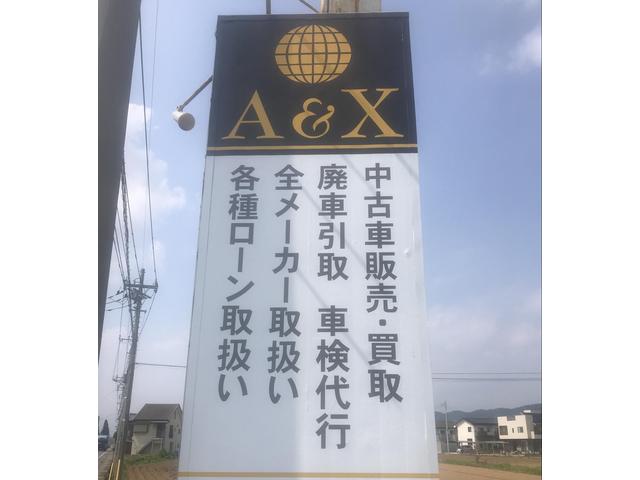 A&X
中古車販売・買取
廃車引取 車検代行
全メーカー取扱い
各種ローン取扱い